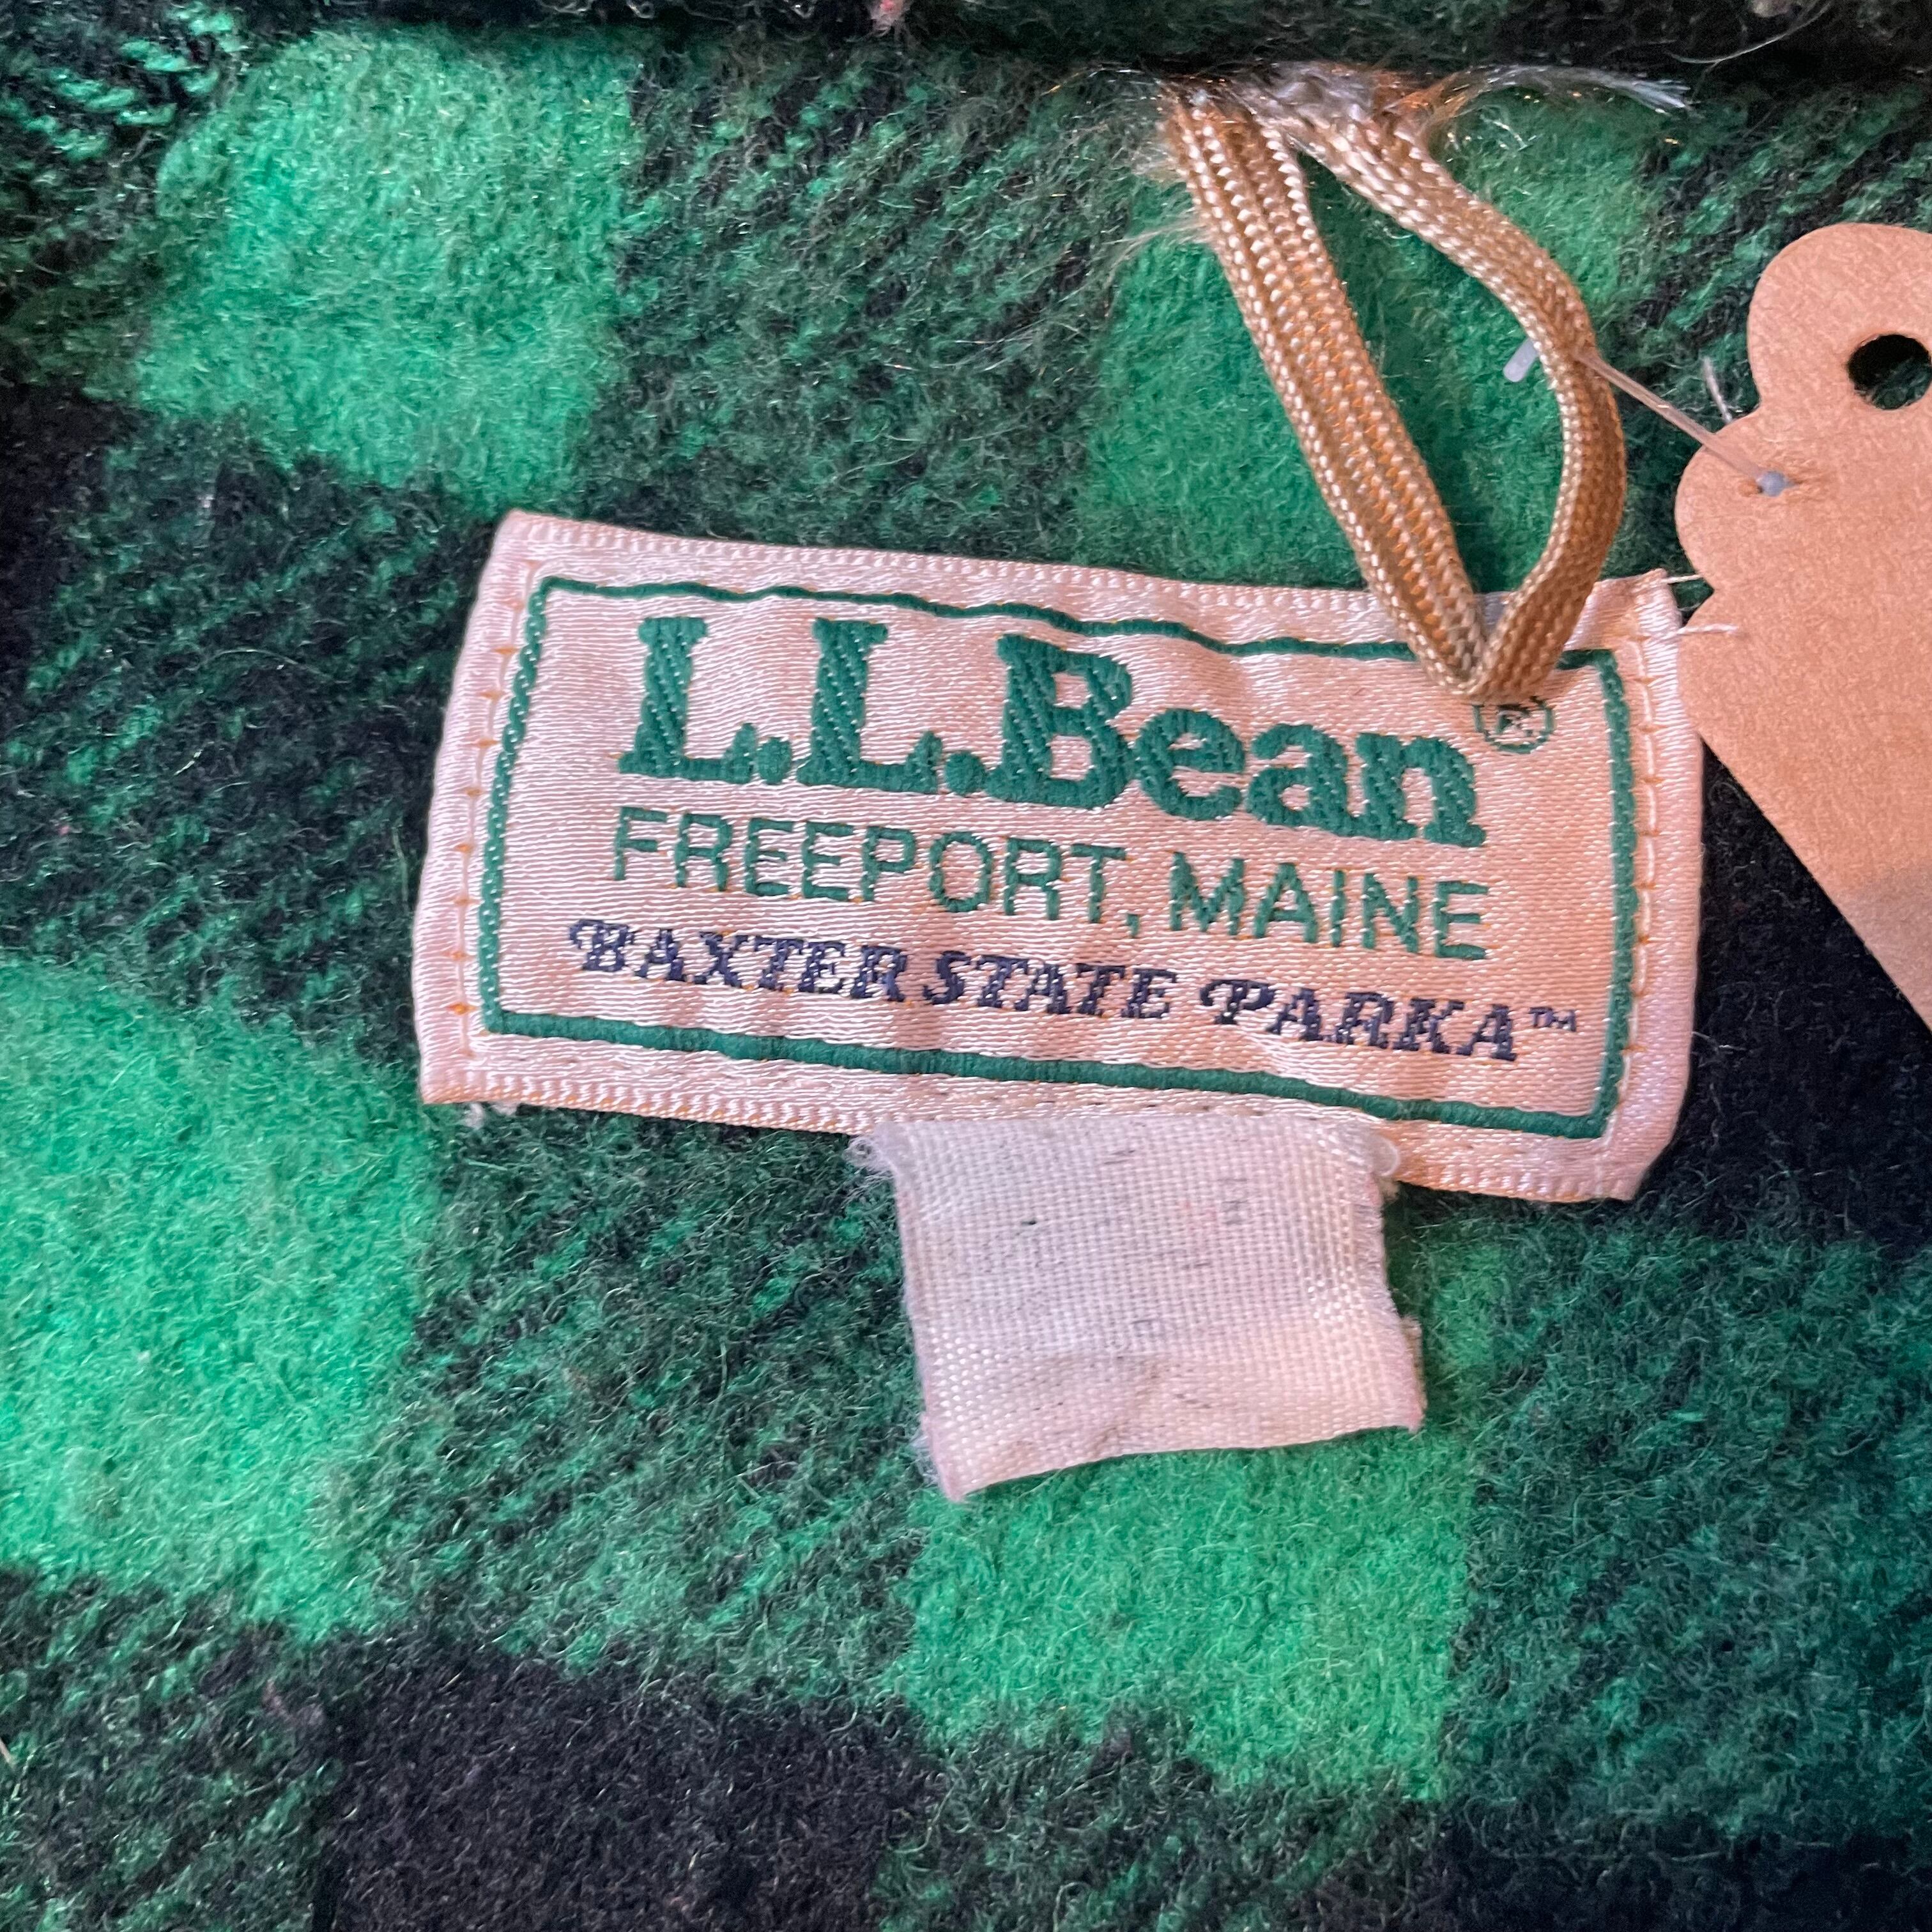 L.L.Bean®
FREEPORT, MAINE
BAXTER STATE PARKA™